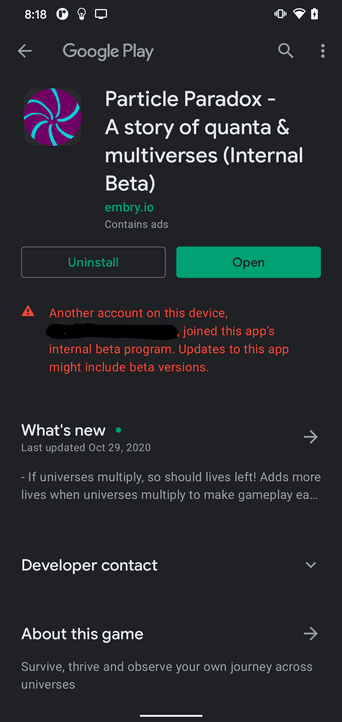 8:18
Google Play
Particle Paradox -
A story of quanta &
multiverses (Internal
Beta)
embry.io
Contains ads
Uninstall
Open
Another account on this device,
, joined this app's
internal beta program. Updates to this app
might include beta versions.
What's new
Last updated Oct 29, 2020
- If universes multiply, so should lives left! Adds more
lives when universes multiply to make gameplay ea...
Developer contact
About this game
Survive, thrive and observe your own journey across
universes